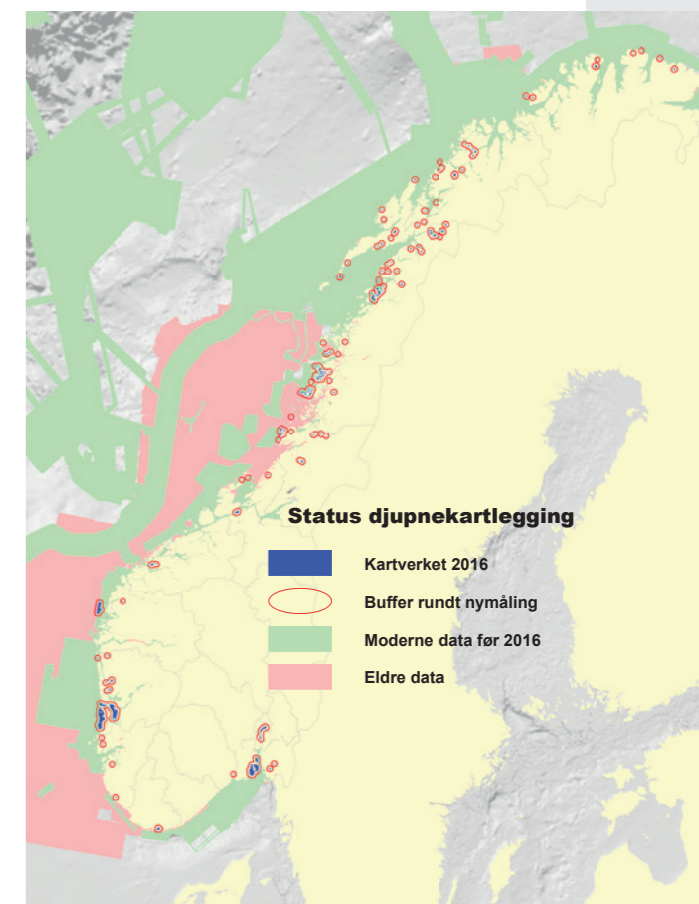 Status djupnekartlegging
Kartverket 2016
Buffer rundt nymåling
Moderne data før 2016
Eldre data